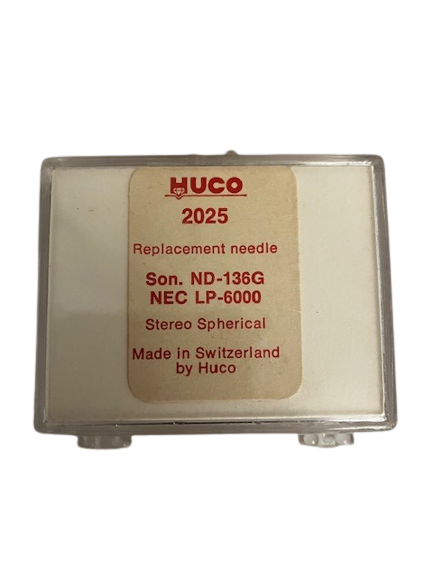 HUCO
2025
Replacement needle
Son. ND-136G
NEC LP-6000
Stereo Spherical
Made in Switzerland
by Huco